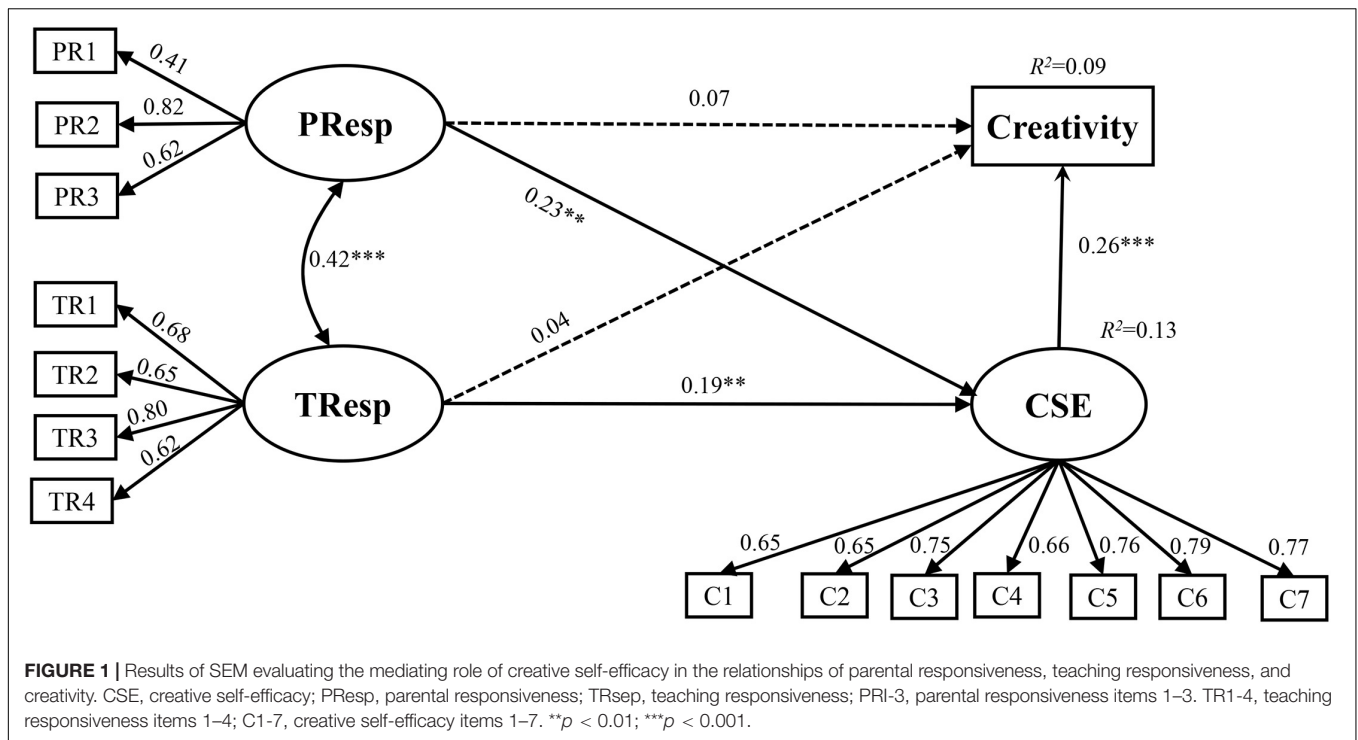 PR1
0.41
PR2
0.82
PR3
0.62
PResp
0.07
R²=0.09
Creativity
0.23**
0.42***
0.26***
TR1
0.68
TR2
0.65
TR3
0.80
TR4
0.62
TResp
0.04
0.19**
R²=0.13
CSE
0.65 0.65 0.75 0.66 0.76 0.79 0.77
C1 C2 C3 C4 C5 C6 C7
FIGURE 1 | Results of SEM evaluating the mediating role of creative self-efficacy in the relationships of parental responsiveness, teaching responsiveness, and
creativity. CSE, creative self-efficacy; PResp, parental responsiveness; TRsep, teaching responsiveness; PRI-3, parental responsiveness items 1–3. TR1-4, teaching
responsiveness items 1–4; C1-7, creative self-efficacy items 1–7. **p < 0.01; ***p < 0.001.